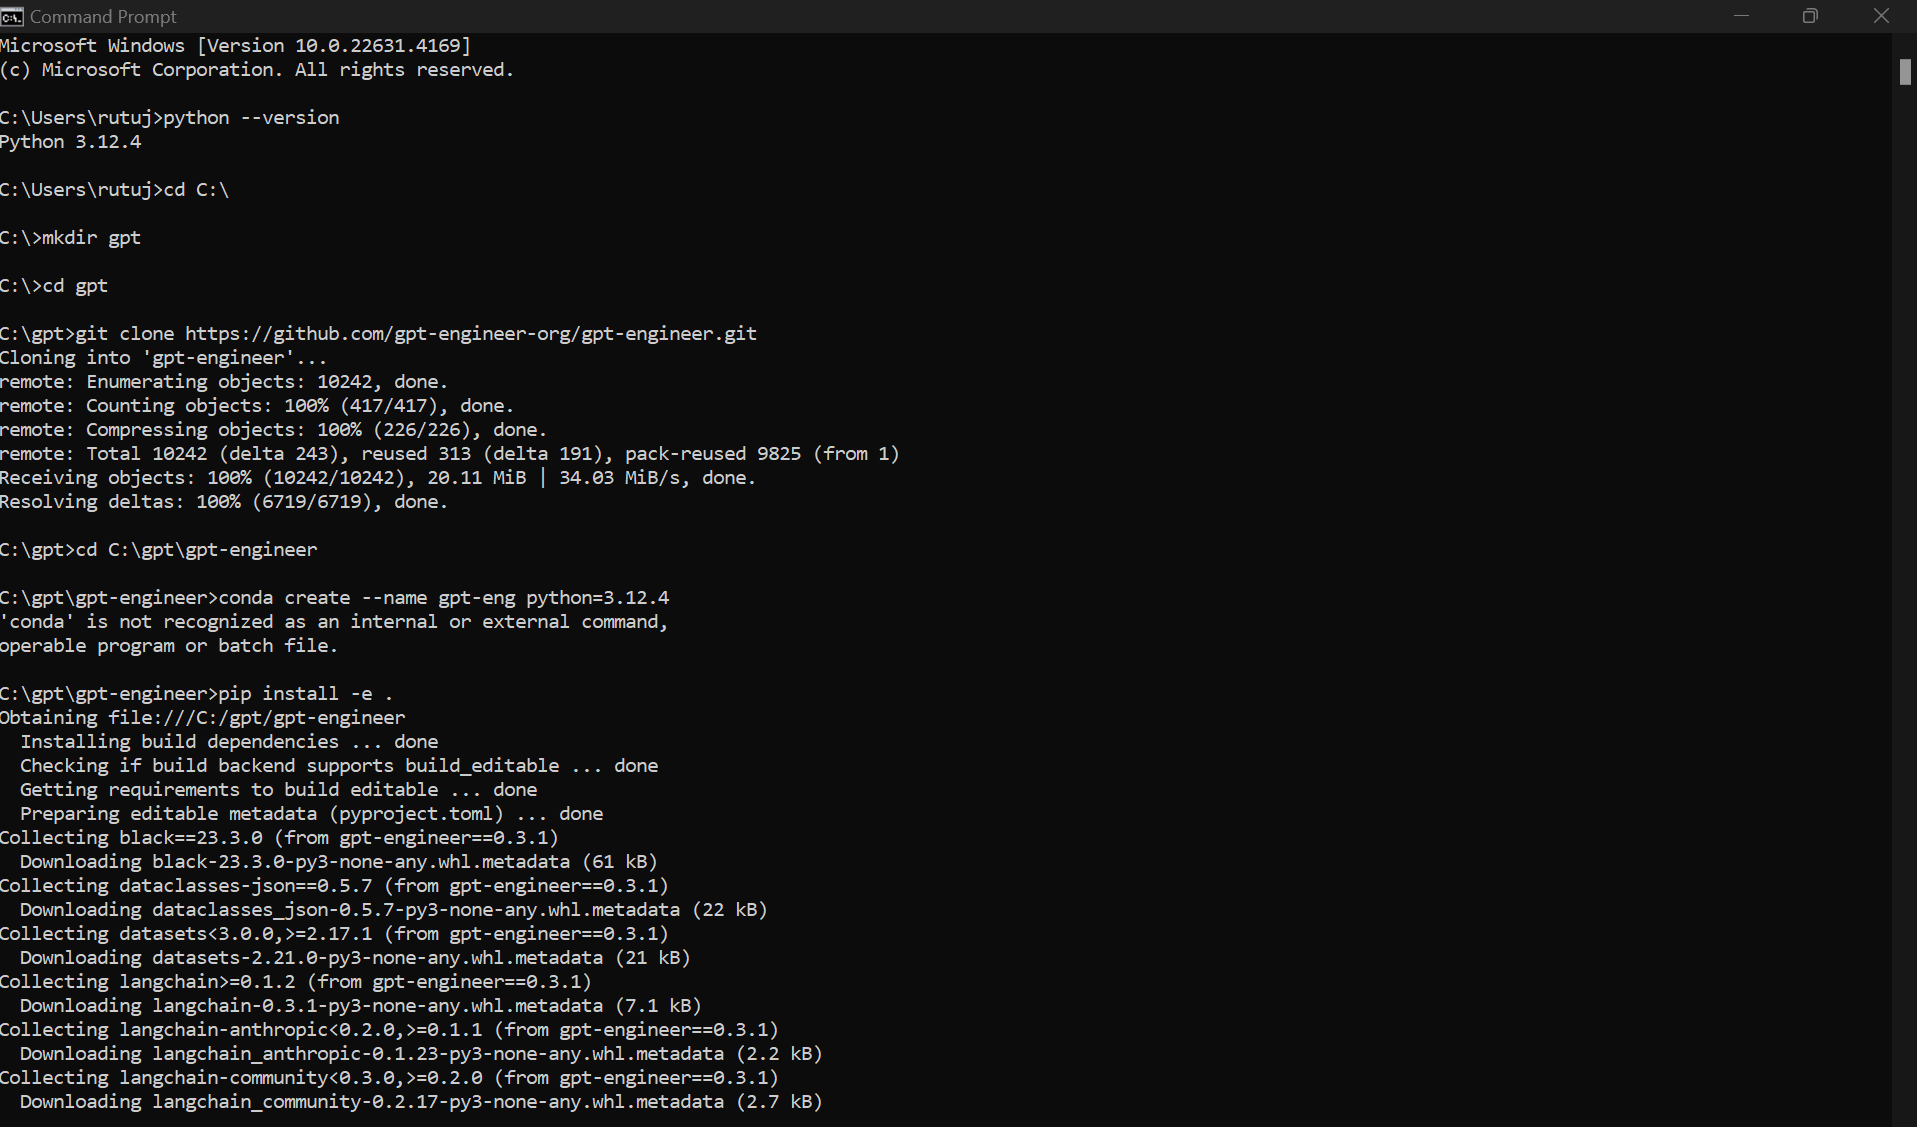 Command Prompt
Microsoft Windows [Version 10.0.22631.4169]
(c) Microsoft Corporation. All rights reserved.
C:\Users\rutuj>python --version
Python 3.12.4
C:\Users\rutuj>cd C:\
C:\>mkdir gpt
C:\>cd gpt
C:\gpt>git clone https://github.com/gpt-engineer-org/gpt-engineer.git
Cloning into 'gpt-engineer'...
remote: Enumerating objects: 10242, done.
remote: Counting objects: 100% (417/417), done.
remote: Compressing objects: 100% (226/226), done.
remote: Total 10242 (delta 243), reused 313 (delta 191), pack-reused 9825 (from 1)
Receiving objects: 100% (10242/10242), 20.11 MiB | 34.03 MiB/s, done.
Resolving deltas: 100% (6719/6719), done.
C:\gpt>cd C:\gpt\gpt-engineer
C:\gpt\gpt-engineer>conda create --name gpt-eng python=3.12.4
'conda' is not recognized as an internal or external command,
operable program or batch file.
C:\gpt\gpt-engineer>pip install -e .
Obtaining file:///C:/gpt/gpt-engineer
  Installing build dependencies ... done
  Checking if build backend supports build_editable ... done
  Getting requirements to build editable ... done
  Preparing editable metadata (pyproject.toml) ... done
Collecting black==23.3.0 (from gpt-engineer==0.3.1)
  Downloading black-23.3.0-py3-none-any.whl.metadata (61 kB)
Collecting dataclasses-json==0.5.7 (from gpt-engineer==0.3.1)
  Downloading dataclasses_json-0.5.7-py3-none-any.whl.metadata (22 kB)
Collecting datasets<3.0.0,>=2.17.1 (from gpt-engineer==0.3.1)
  Downloading datasets-2.21.0-py3-none-any.whl.metadata (21 kB)
Collecting langchain>=0.1.2 (from gpt-engineer==0.3.1)
  Downloading langchain-0.3.1-py3-none-any.whl.metadata (7.1 kB)
Collecting langchain-anthropic<0.2.0,>=0.1.1 (from gpt-engineer==0.3.1)
  Downloading langchain_anthropic-0.1.23-py3-none-any.whl.metadata (2.2 kB)
Collecting langchain-community<0.3.0,>=0.2.0 (from gpt-engineer==0.3.1)
  Downloading langchain_community-0.2.17-py3-none-any.whl.metadata (2.7 kB)